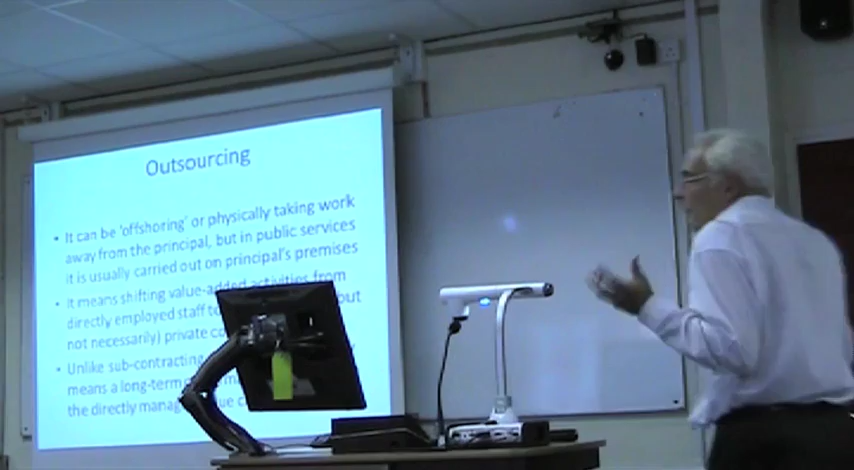 Outsourcing
• It can be 'offshoring' or physically taking work
away from the principal, but in public services
it is usually carried out on principal's premises
• It means shifting value-added activities from
directly employed staff to but
not necessarily) private
• Unlike sub-contracting
means a long-term
the directly